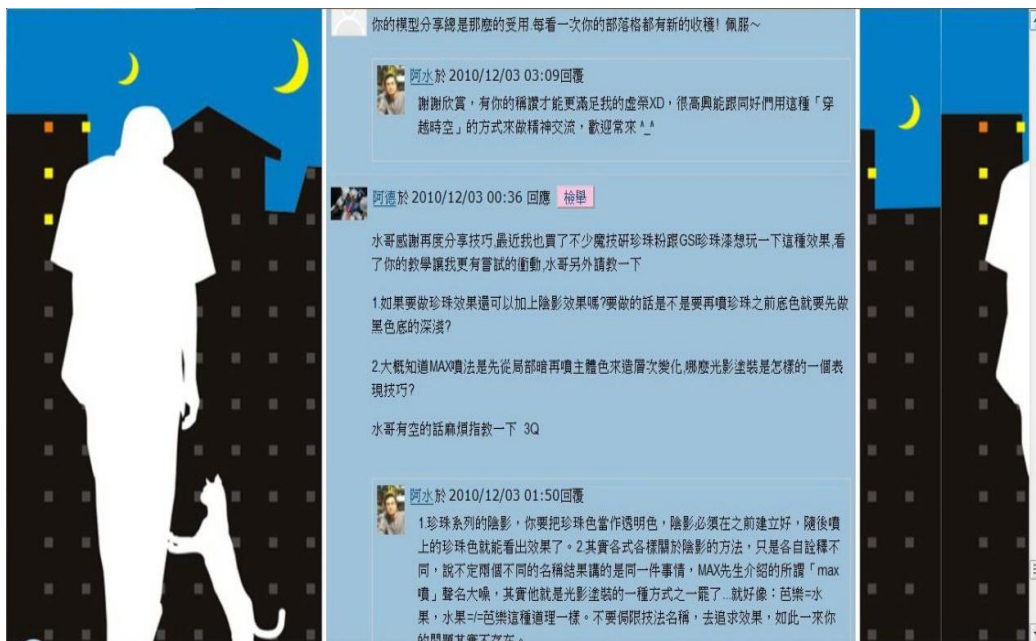 你的模型分享總是那麼的受用.每看一次你的部落格都有新的收穫! 佩服～
阿水於 2010/12/03 03:09回覆
謝謝欣賞，有你的稱讚才能更滿足我的虛榮XD，很高興能跟同好們用這種「穿
越時空」的方式來做精神交流，歡迎常來 ^_^
阿德於 2010/12/03 00:36 回應 檢舉
水哥感謝再度分享技巧,最近我也買了不少魔技研珍珠粉跟GSI珍珠漆想玩一下這種效果,看
了你的教學讓我更有嘗試的衝動,水哥另外請教一下
1.如果要做珍珠效果還可以加上陰影效果嗎?要做的話是不是要再噴珍珠之前底色就要先做
黑色底的深淺?
2.大概知道MAX噴法是先從局部暗再噴主體色來造層次變化,哪麼光影塗裝是怎樣的一個表
現技巧?
水哥有空的話麻煩指教一下 3Q
阿水於 2010/12/03 01:50回覆
1.珍珠系列的陰影，你要把珍珠色當作透明色，陰影必須在之前建立好，隨後噴
上的珍珠色就能看出效果了。2.其實各式各樣關於陰影的方法，只是各自詮釋不
同，說不定兩個不同的名稱結果講的是同一件事情，MAX先生介紹的所謂「max
噴」聲名大噪，其實他就是光影塗裝的一種方式之一罷了...就好像：芭樂=水
果，水果=/=芭樂這種道理一樣。不要侷限技法名稱，去追求效果，如此一來你
的問題其實不存在。